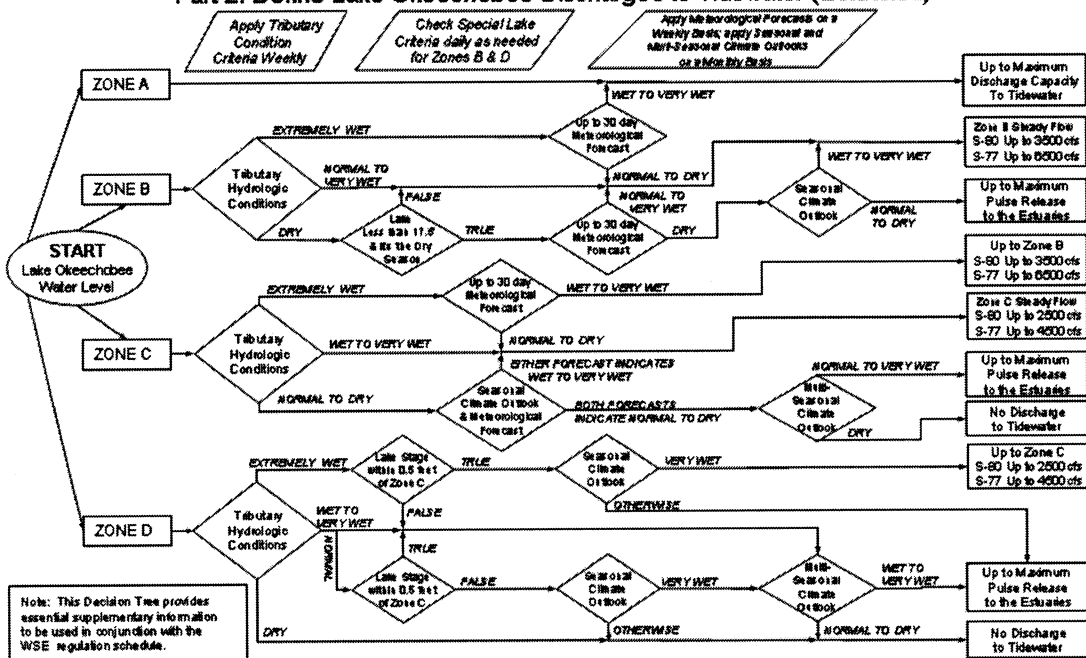 Apply Tributary
Condition
Criteria Weekly
Check Special Lake
Criteria daily as needed
for Zones B & D
Apply Meteorological Forecasts on a
Weekly Basis; apply Seasonal and
Multi-Seasonal Climate Outlooks
on a Monthly Basis
START
Lake Okeechobee
Water Level
ZONE A
WET TO VERY WET
Up to Maximum
Discharge Capacity
To Tidewater
ZONE B
Tributary
Hydrologic
Conditions
EXTREMELY WET
Up to 30 day
Meteorological
Forecast
NORMAL TO
VERY WET
FALSE
NORMAL TO DRY
DRY
Lake
Less than
& its the Dry
Season
TRUE
Up to 30 day
Meteorological
Forecast
NORMAL TO
VERY WET
DRY
Seasonal
Climate
Outlook
WET TO VERY WET
NORMAL
TO DRY
Zone B Steady Flow
S-80 Up to 3500 cfs
S-77 Up to 6500 cfs
Up to Maximum
Pulse Release
to the Estuaries
ZONE C
Tributary
Hydrologic
Conditions
EXTREMELY WET
Up to 30 day
Meteorological
Forecast
WET TO VERY WET
NORMAL TO DRY
WET TO VERY WET
EITHER FORECAST INDICATES
WET TO VERY WET
NORMAL TO DRY
Seasonal
Climate Outlook
& Meteorological
Forecast
BOTH FORECASTS
INDICATE NORMAL TO DRY
Multi-
Seasonal
Climate
Outlook
NORMAL TO VERY WET
DRY
Up to Zone B
S-80 Up to 3500 cfs
S-77 Up to 6500 cfs
Zone C Steady Flow
S-80 Up to 2500 cfs
S-77 Up to 4500 cfs
Up to Maximum
Pulse Release
to the Estuaries
No Discharge
to Tidewater
ZONE D
Tributary
Hydrologic
Conditions
EXTREMELY WET
Lake Stage
within 0.5 feet
of Zone C
TRUE
Seasonal
Climate
Outlook
VERY WET
OTHERWISE
WET TO
VERY WET
FALSE
NORMAL
TRUE
Lake Stage
within 0.5 feet
of Zone C
FALSE
Seasonal
Climate
Outlook
VERY WET
OTHERWISE
Multi-
Seasonal
Climate
Outlook
WET TO
VERY WET
NORMAL TO DRY
DRY
Up to Zone C
S-80 Up to 2500 cfs
S-77 Up to 4500 cfs
Up to Maximum
Pulse Release
to the Estuaries
No Discharge
to Tidewater
Note: This Decision Tree provides
essential supplementary information
to be used in conjunction with the
WSE regulation schedule.